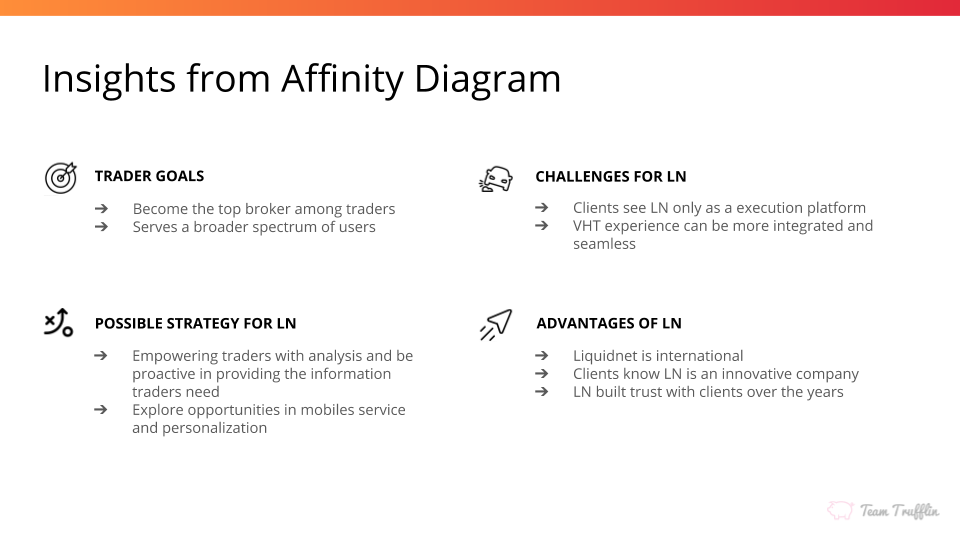 Insights from Affinity Diagram
TRADER GOALS
➔ Become the top broker among traders
➔ Serves a broader spectrum of users
CHALLENGES FOR LN
➔ Clients see LN only as a execution platform
➔ VHT experience can be more integrated and
seamless
POSSIBLE STRATEGY FOR LN
➔ Empowering traders with analysis and be
proactive in providing the information
traders need
➔ Explore opportunities in mobiles service
and personalization
ADVANTAGES OF LN
➔ Liquidnet is international
➔ Clients know LN is an innovative company
➔ LN built trust with clients over the years
Team Trufflin